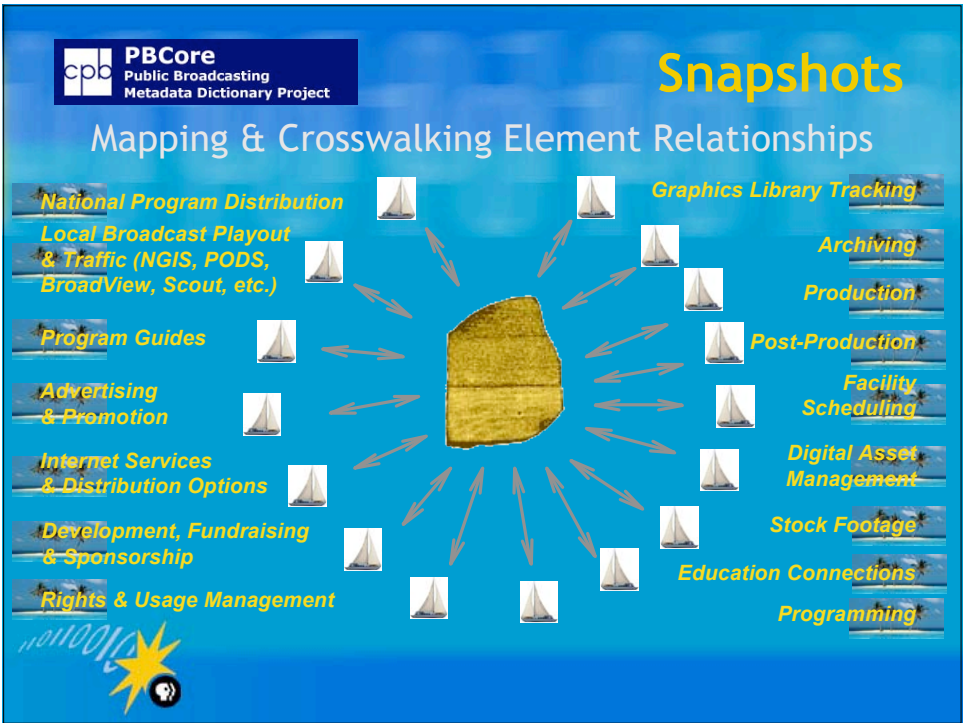 cpb
PBCore
Public Broadcasting
Metadata Dictionary Project
Snapshots
Mapping & Crosswalking Element Relationships
National Program Distribution
Local Broadcast Playout
& Traffic (NGIS, PODS,
BroadView, Scout, etc.)
Program Guides
Advertising
& Promotion
Internet Services
& Distribution Options
Development, Fundraising
& Sponsorship
Rights & Usage Management
Graphics Library Tracking
Archiving
Production
Post-Production
Facility
Scheduling
Digital Asset
Management
Stock Footage
Education Connections
Programming